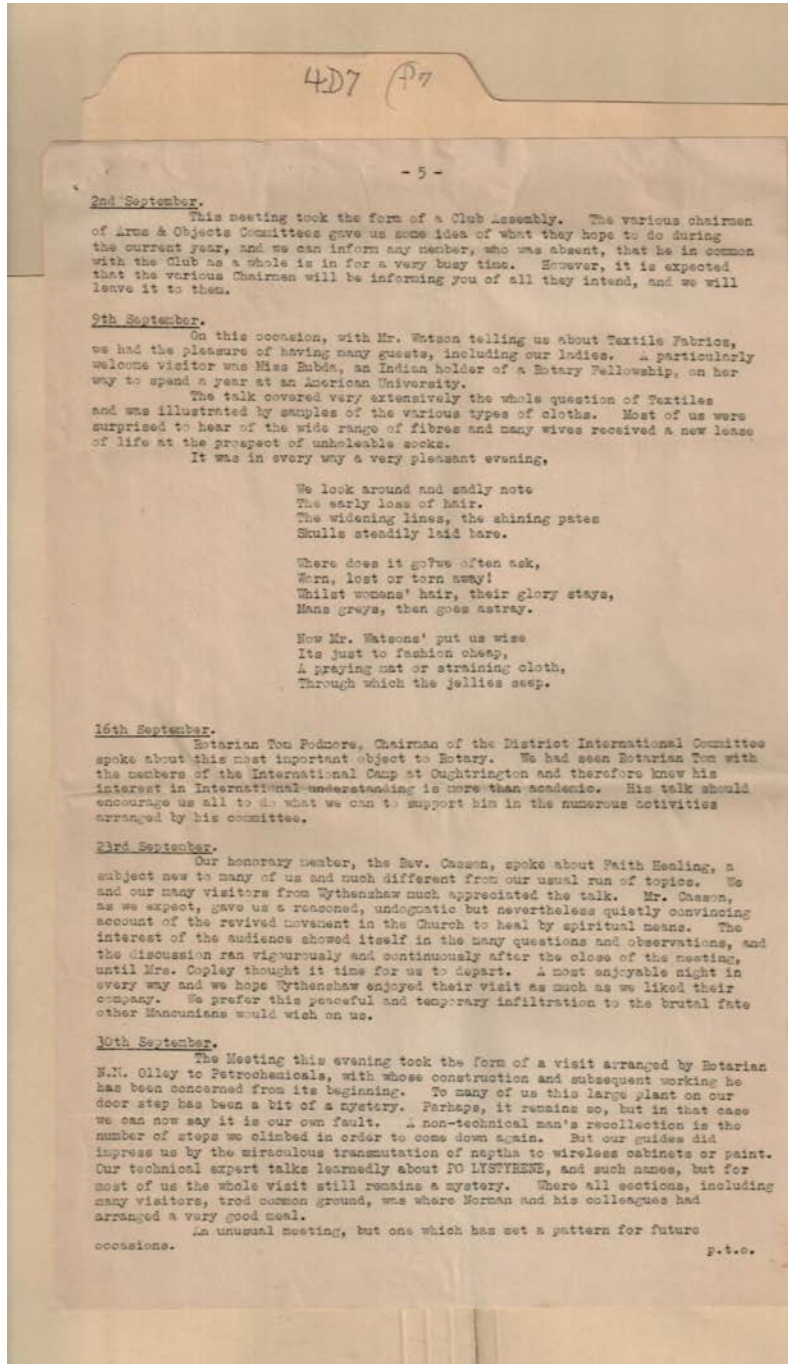 4D7 (P7
- 5 -
2nd September.
This meeting took the form of a Club Assembly. The various chairmen
of Arms & Objects Committees gave us some idea of what they hope to do during
the current year, and we can inform any member, who was absent, that he in common
with the Club as a whole is in for a very busy time. However, it is expected
that the various Chairmen will be informing you of all they intend, and we will
leave it to them.
9th September.
On this occasion, with Mr. Watson telling us about Textile Fabrics,
we had the pleasure of having many guests, including our ladies. A particularly
welcome visitor was Miss Rubda, an Indian holder of a Rotary Fellowship, on her
way to spend a year at an American University.
The talk covered very extensively the whole question of Textiles
and was illustrated by samples of the various types of cloths. Most of us were
surprised to hear of the wide range of fibres and many wives received a new lease
of life at the prospect of unholeable socks.
It was in every way a very pleasant evening,
We look around and sadly note
The early loss of hair.
The widening lines, the shining pates
Skulls steadily laid bare.
Where does it go?we often ask,
Worn, lost or torn away!
Whilst womens' hair, their glory stays,
Mans greys, then goes astray.
Now Mr. Watsons' put us wise
Its just to fashion cheap,
A praying mat or straining cloth,
Through which the jellies seep.
16th September.
Rotarian Tom Podmore, Chairman of the District International Committee
spoke about this most important object to Rotary. We had seen Rotarian Tom with
the members of the International Camp at Oughtrington and therefore knew his
interest in International understanding is more than academic. His talk should
encourage us all to do what we can to support him in the numerous activities
arranged by his committee.
23rd September.
Our honorary member, the Rev. Casson, spoke about Faith Healing, a
subject new to many of us and much different from our usual run of topics. We
and our many visitors from Wythenshaw much appreciated the talk. Mr. Casson,
as we expect, gave us a reasoned, undogmatic but nevertheless quietly convincing
account of the revived movement in the Church to heal by spiritual means. The
interest of the audience showed itself in the many questions and observations, and
the discussion ran vigourously and continuously after the close of the meeting,
until Mrs. Copley thought it time for us to depart. A most enjoyable night in
every way and we hope Wythenshaw enjoyed their visit as much as we liked their
company. We prefer this peaceful and temporary infiltration to the brutal fate
other Mancunians would wish on us.
30th September.
The Meeting this evening took the form of a visit arranged by Rotarian
N.N. Olley to Petrochemicals, with whose construction and subsequent working he
has been concerned from its beginning. To many of us this large plant on our
door step has been a bit of a mystery. Perhaps, it remains so, but in that case
we can now say it is our own fault. A non-technical man's recollection is the
number of steps we climbed in order to come down again. But our guides did
impress us by the miraculous transmutation of naptha to wireless cabinets or paint.
Our technical expert talks learnedly about PO LYSTYRENE, and such names, but for
most of us the whole visit still remains a mystery. Where all sections, including
many visitors, trod common ground, was where Norman and his colleagues had
arranged a very good meal.
An unusual meeting, but one which has set a pattern for future
occasions.
p.t.o.